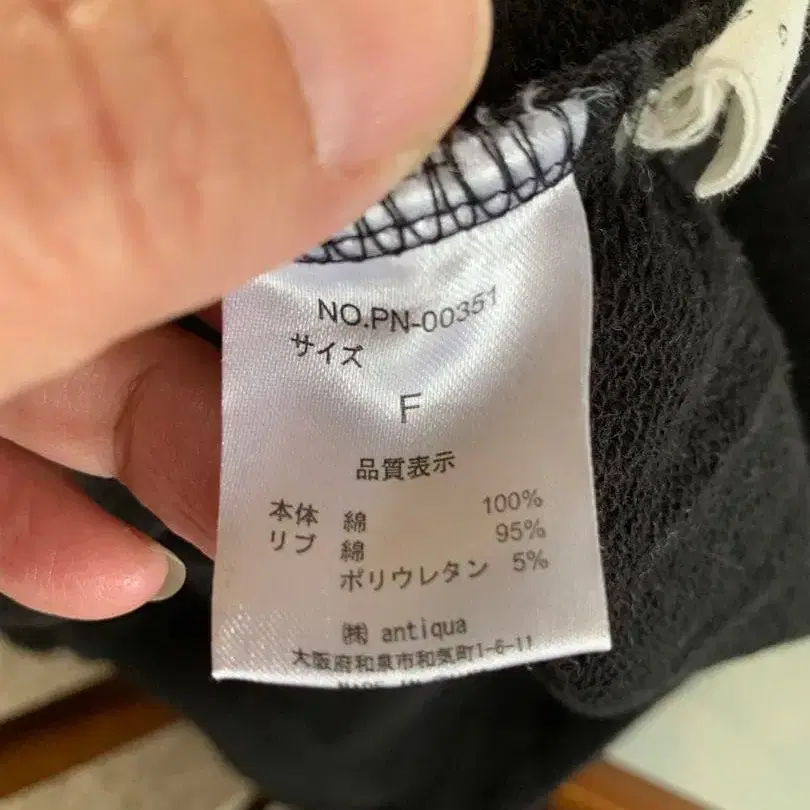 NO.PN-00351
サイズ
F
品質表示
本体 綿 100%
リブ 綿 95%
ポリウレタン 5%
㈱ antiqua
大阪府和泉市和気町1-6-11
MADE IN